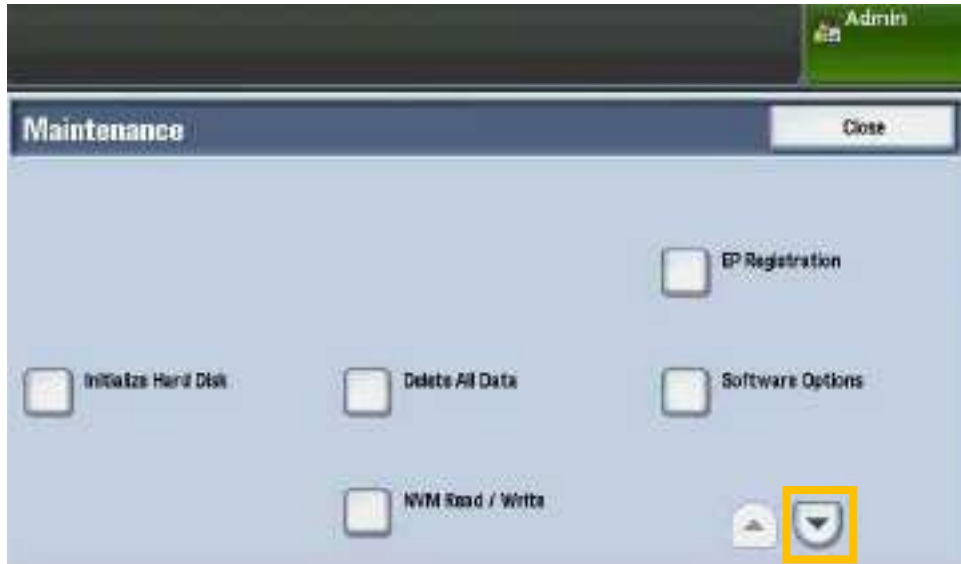 Admin
Maintenance
Close
EP Registration
Initialize Hard Disk
Delete All Data
Software Options
NVM Read / Write